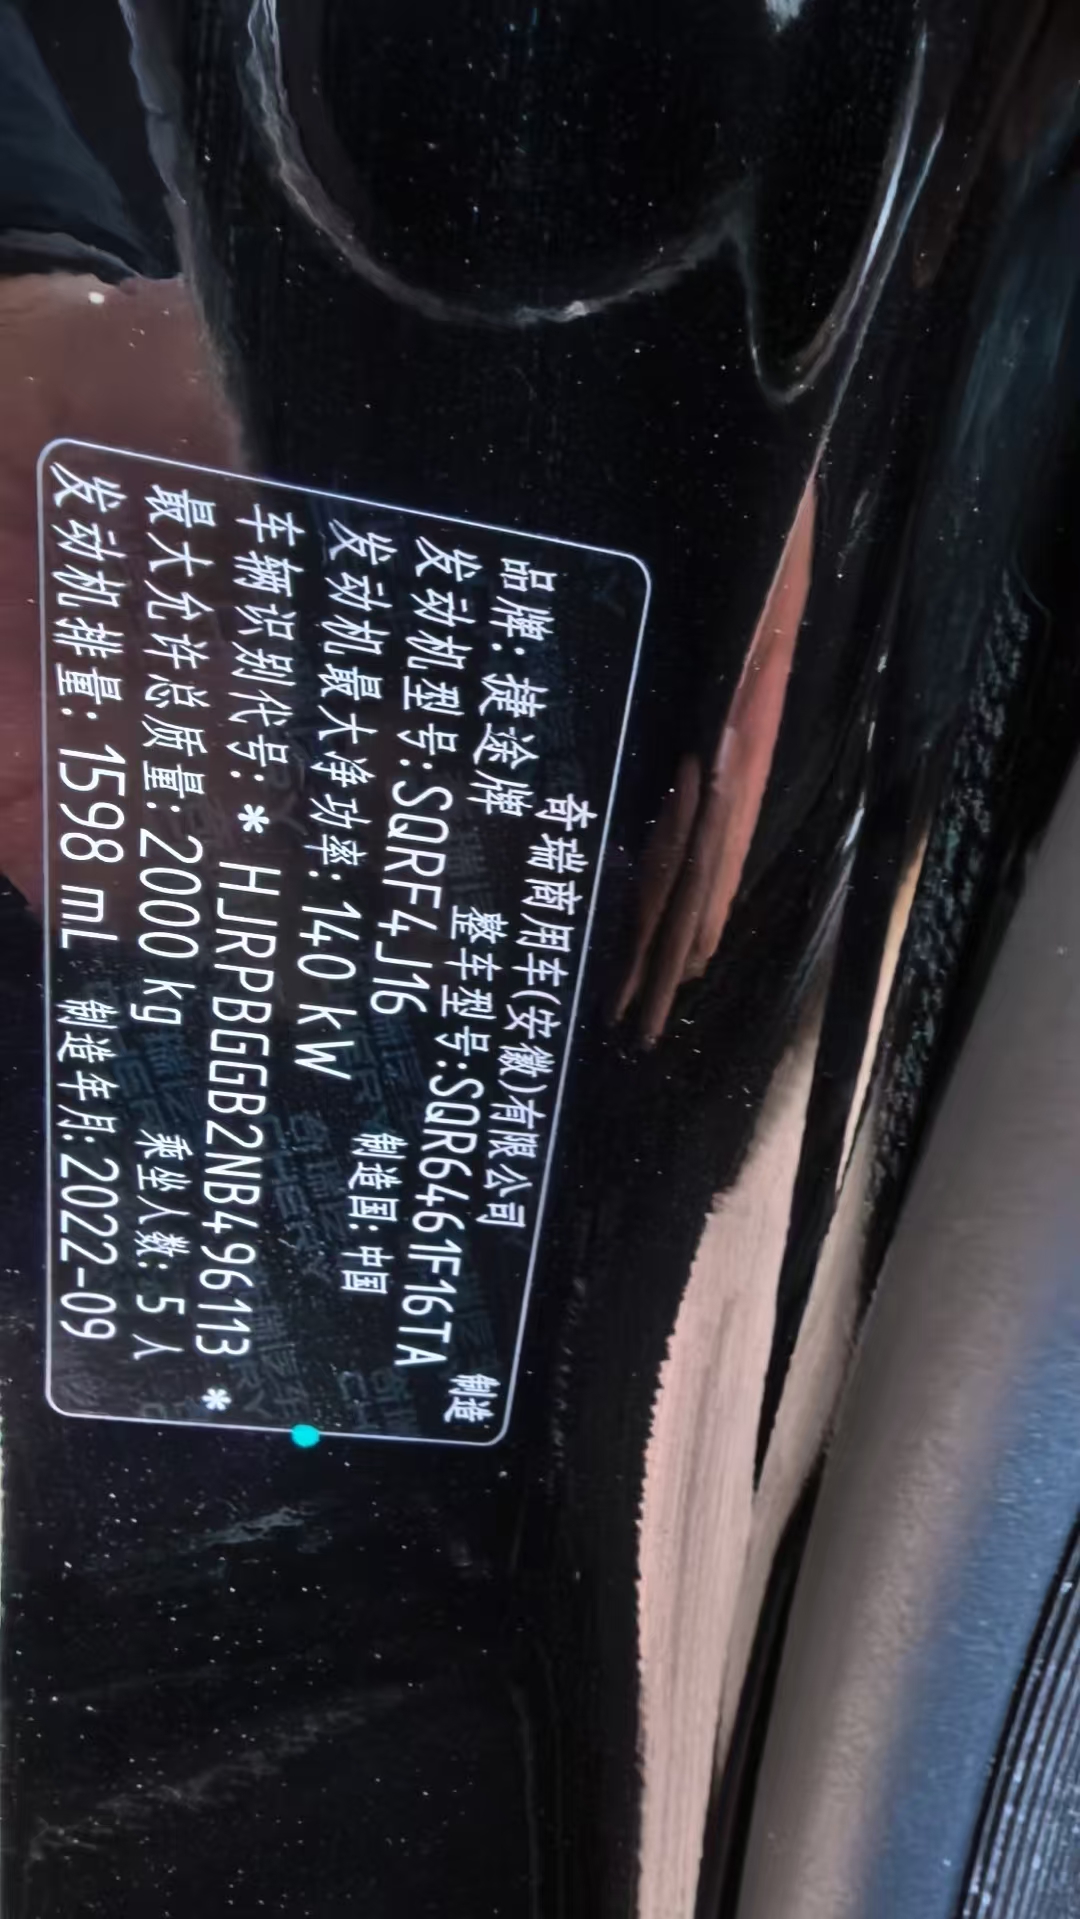 奇瑞商用车(安徽)有限公司 制造
品牌:捷途牌 整车型号:SQR6461F16TA
发动机型号:SQRF4J16
发动机最大净功率:140 kW 制造国:中国
车辆识别代号:* HJRPBGGB2NB496113 *
最大允许总质量:2000 kg 乘坐人数:5 人
发动机排量:1598 mL 制造年月:2022-09